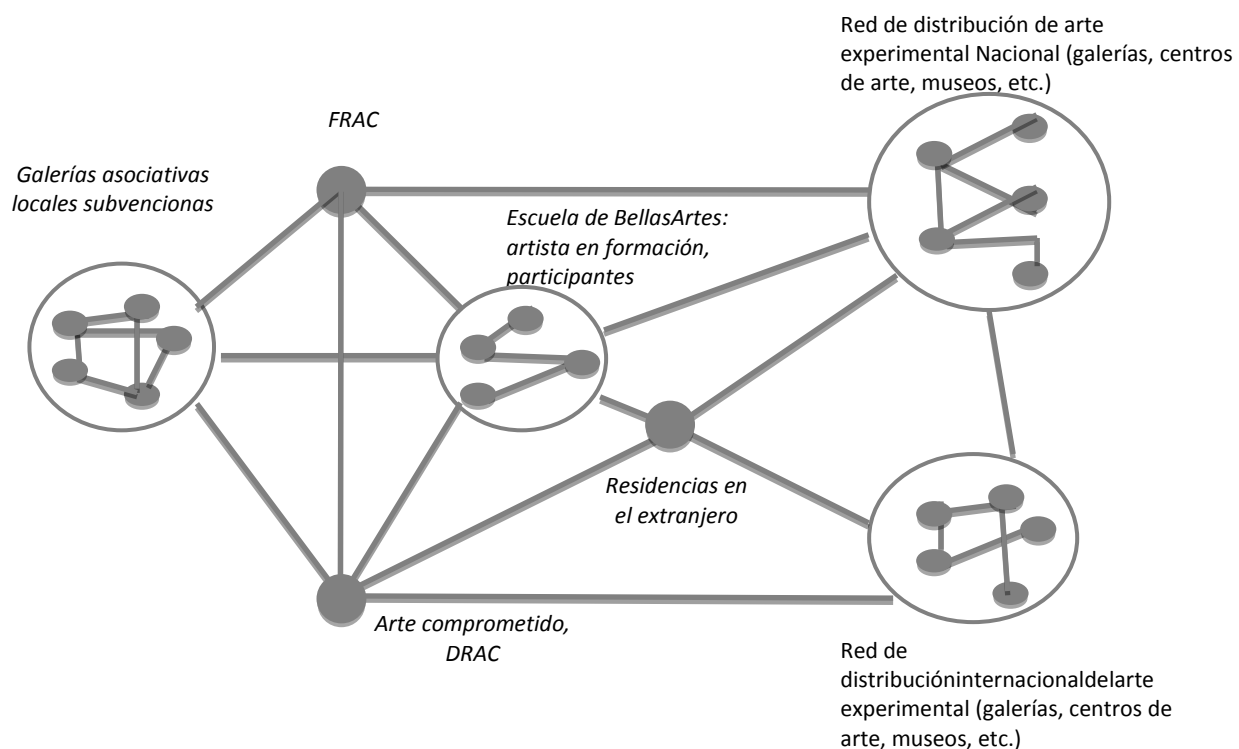 Red de distribución de arte
experimental Nacional (galerías, centros
de arte, museos, etc.)
FRAC
Galerías asociativas
locales subvencionas
Escuela de BellasArtes:
artista en formación,
participantes
Residencias en
el extranjero
Arte comprometido,
DRAC
Red de
distribucióninternacionaldelarte
experimental (galerías, centros de
arte, museos, etc.)